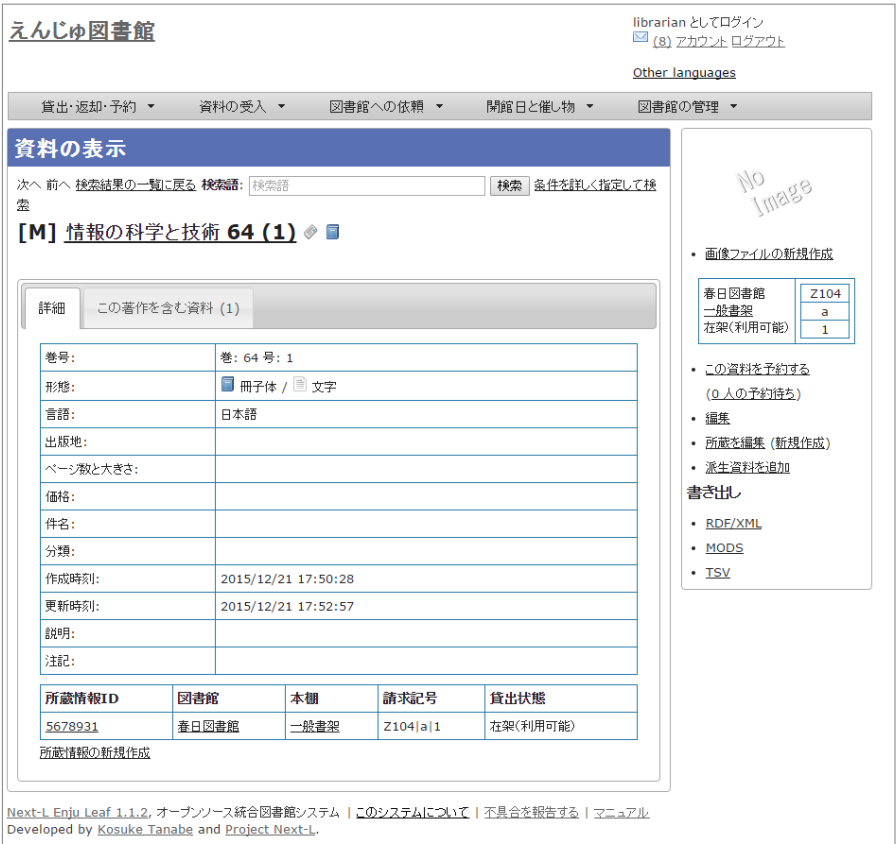 えんじゅ図書館
librarian としてログイン
(8) アカウント ログアウト
Other languages
貸出・返却・予約 ▼ 資料の受入 ▼ 図書館への依頼 ▼ 開館日と催し物 ▼ 図書館の管理 ▼
資料の表示
次へ 前へ 検索結果の一覧に戻る 検索語: 検索語 検索 条件を詳しく指定して検
索
[M] 情報の科学と技術 64 (1)
詳細 この著作を含む資料 (1)
巻号: 巻: 64 号: 1
形態: 冊子体 / 文字
言語: 日本語
出版地:
ページ数と大きさ:
価格:
件名:
分類:
作成時刻: 2015/12/21 17:50:28
更新時刻: 2015/12/21 17:52:57
説明:
注記:
所蔵情報ID 図書館 本棚 請求記号 貸出状態
5678931 春日図書館 一般書架 Z104|a|1 在架(利用可能)
所蔵情報の新規作成
No
Image
• 画像ファイルの新規作成
春日図書館 Z104
一般書架 a
在架(利用可能) 1
• この資料を予約する
(0 人の予約待ち)
• 編集
• 所蔵を編集 (新規作成)
• 派生資料を追加
書き出し
• RDF/XML
• MODS
• TSV
Next-L Enju Leaf 1.1.2, オープンソース統合図書館システム | このシステムについて | 不具合を報告する | マニュアル
Developed by Kosuke Tanabe and Project Next-L.